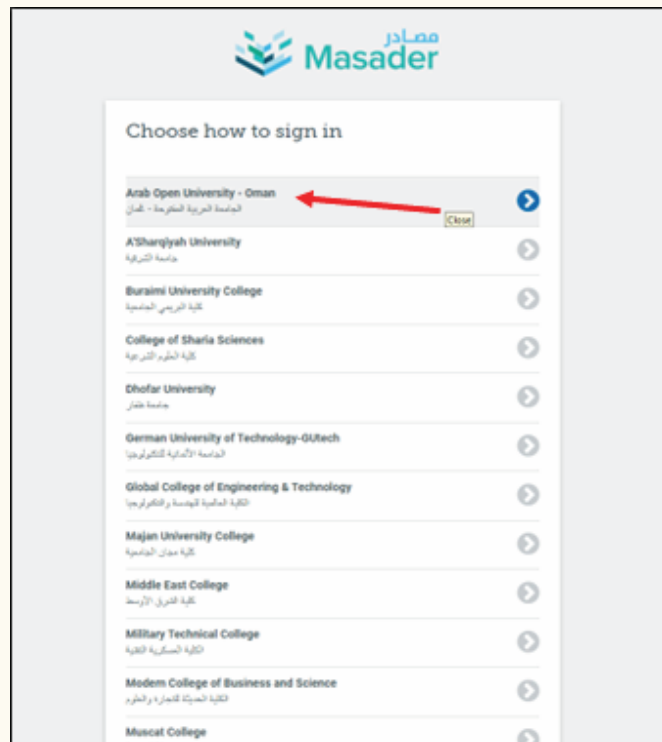 مصادر
Masader
Choose how to sign in
Arab Open University - Oman
الجامعة العربية المفتوحة - عُمان
Close
A'Sharqiyah University
جامعة الشرقية
Buraimi University College
كلية البريمي الجامعية
College of Sharia Sciences
كلية العلوم الشرعية
Dhofar University
جامعة ظفار
German University of Technology-GUtech
الجامعة الألمانية للتكنولوجيا
Global College of Engineering & Technology
الكلية العالمية للهندسة والتكنولوجيا
Majan University College
كلية مجان الجامعية
Middle East College
كلية الشرق الأوسط
Military Technical College
الكلية العسكرية التقنية
Modern College of Business and Science
الكلية الحديثة للتجارة والعلوم
Muscat College